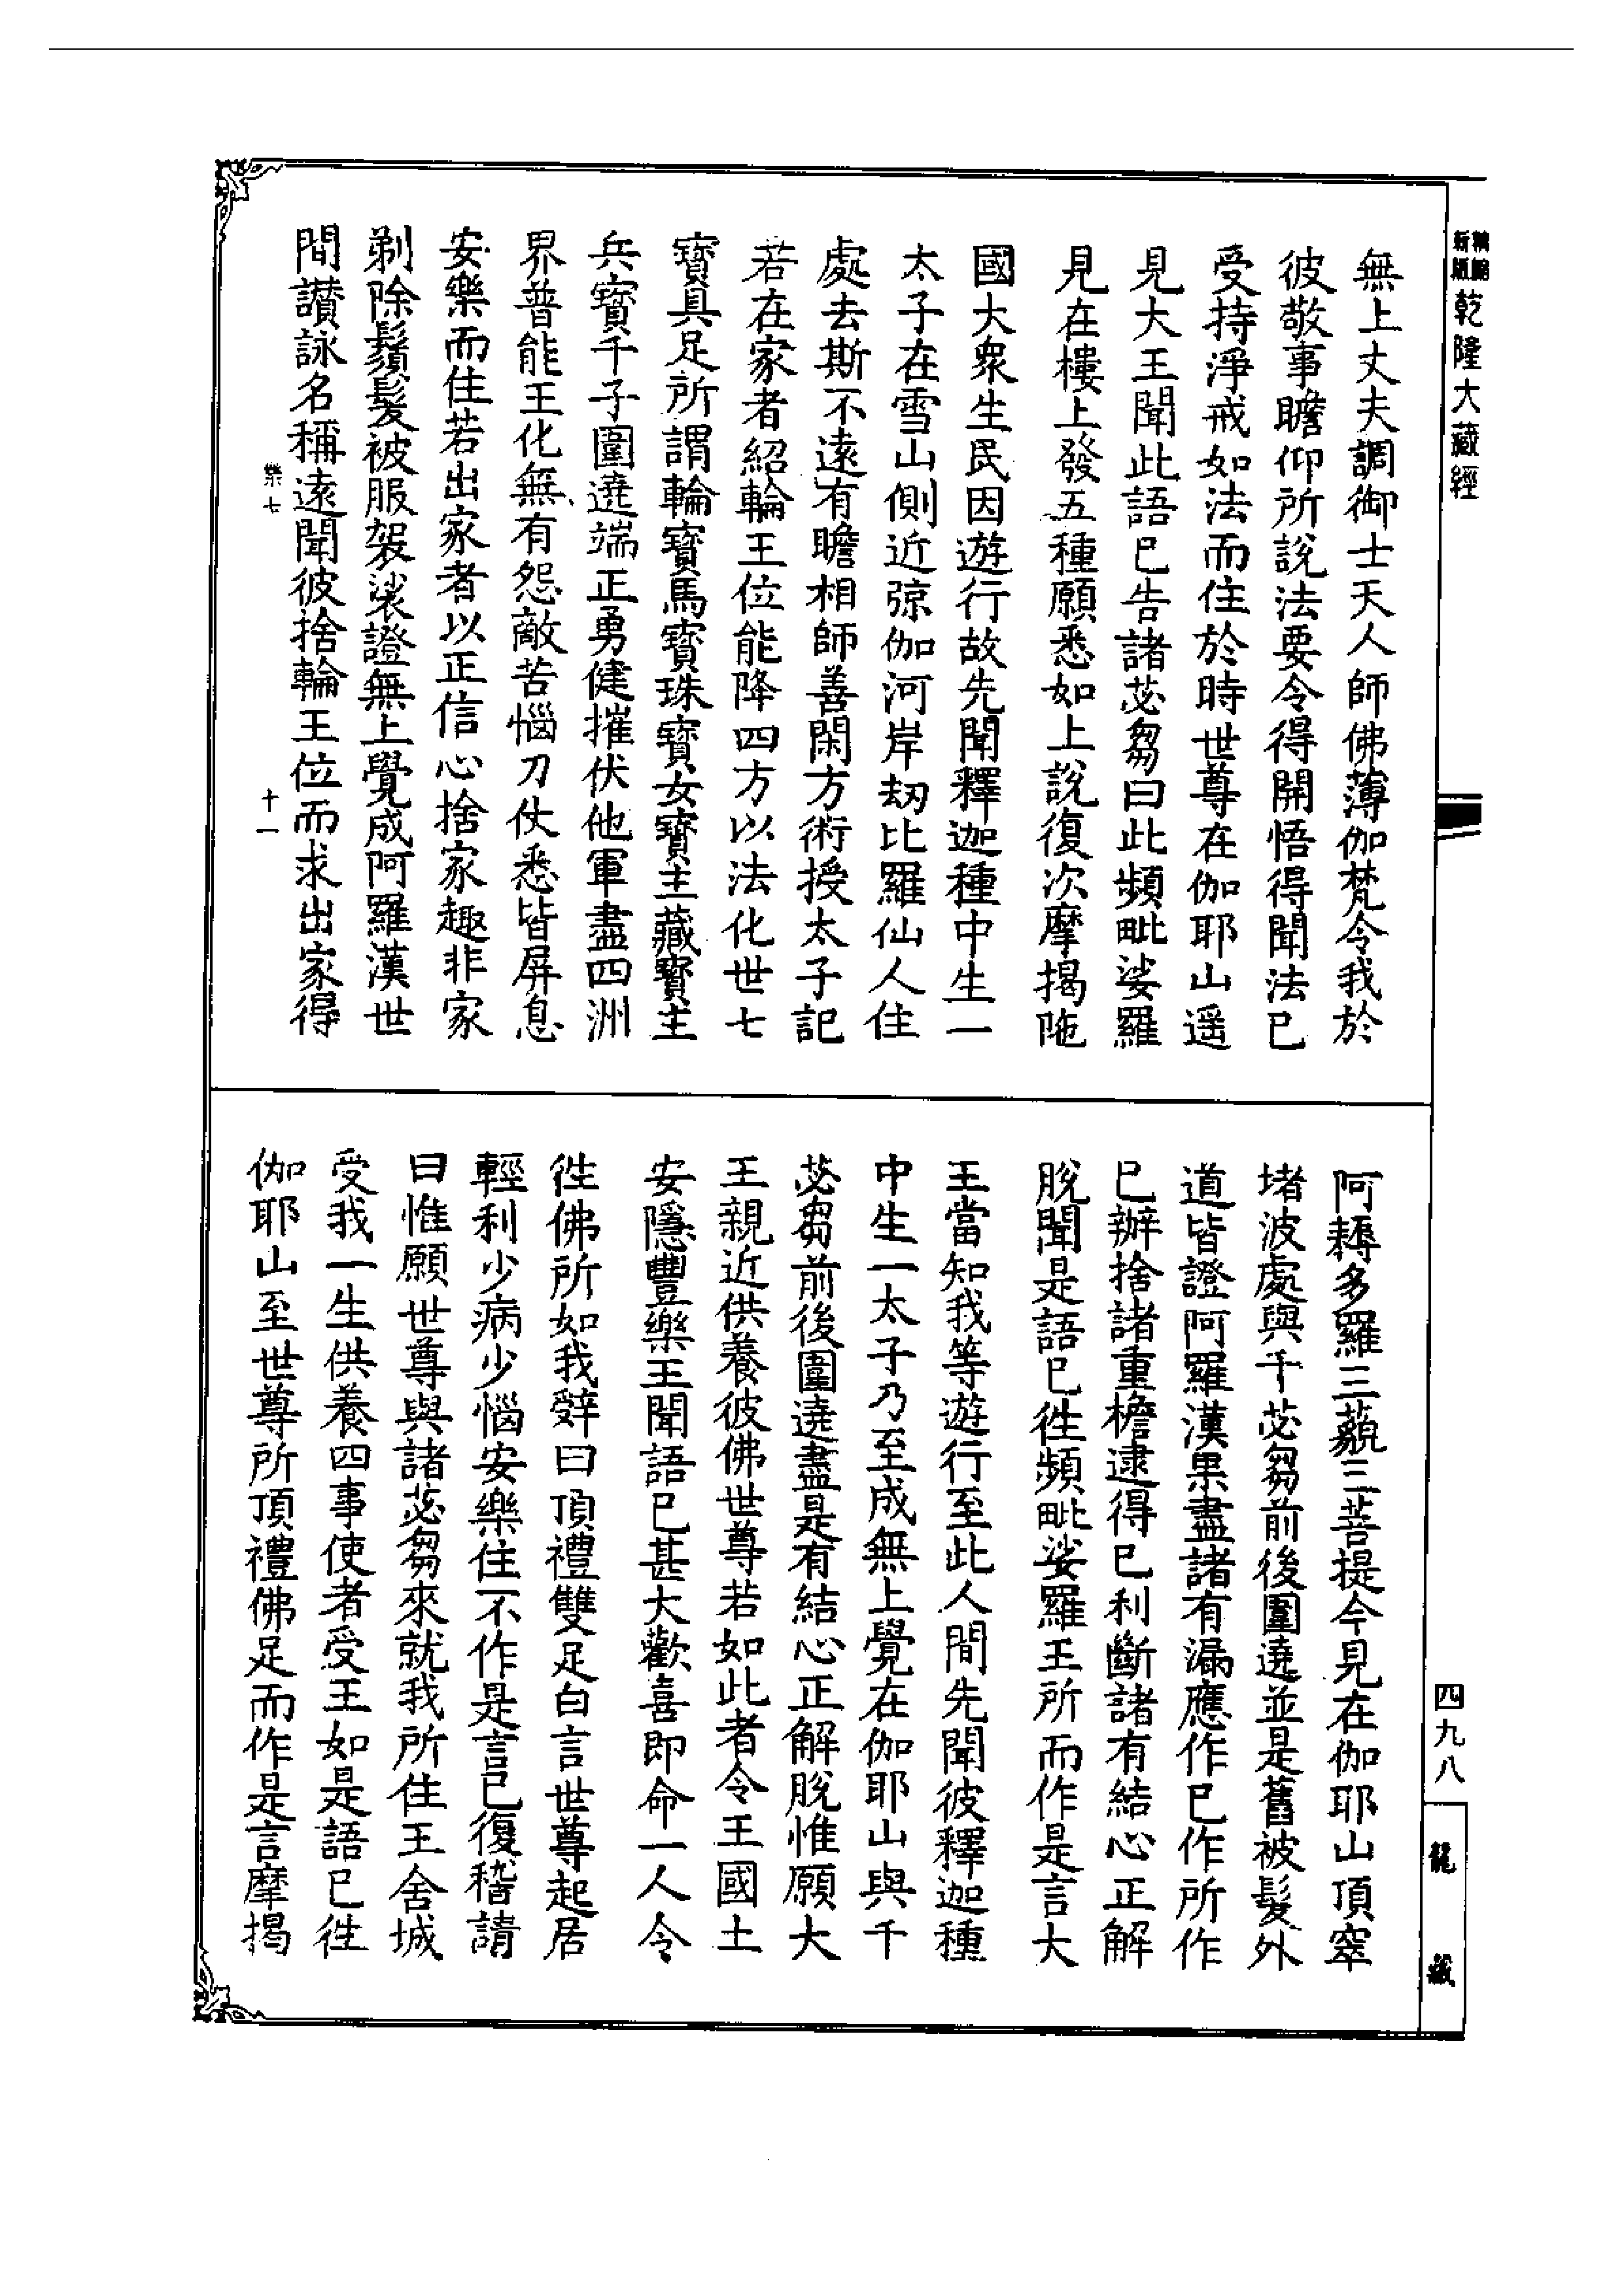 新編
縮版
乾隆大藏經
無上丈夫調御士天人師佛薄伽梵令我於
彼敬事瞻仰所說法要令得開悟得聞法已
受持淨戒如法而住於時世尊在伽耶山遥
見大王聞此語已告諸苾芻曰此頻毗娑羅
見在樓上發五種願悉如上說復次摩揭陁
國大衆生民因遊行故先聞釋迦種中生一
太子在雪山側近弶伽河岸劫比羅仙人住
處去斯不遠有瞻相師善閑方術授太子記
若在家者紹輪王位能降四方以法化世七
寳具足所謂輪寳馬寳珠寳女寳主藏寳主
兵寳千子圍遶端正勇健摧伏他軍盡四洲
界普能王化無有怨敵苦惱刀仗悉皆屏息
安樂而住若出家者以正信心捨家趣非家
剃除鬚髮被服袈裟證無上覺成阿羅漢世
間讃詠名稱遠聞彼捨輪王位而求出家得
樂七 十一
阿耨多羅三藐三菩提今見在伽耶山頂窣
堵波處與千苾芻前後圍遶並是舊被髮外
道皆證阿羅漢果盡諸有漏應作已作所作
已辦捨諸重檐逮得已利斷諸有結心正解
脫聞是語已徃頻毗娑羅王所而作是言大
王當知我等遊行至此人間先聞彼釋迦種
中生一太子乃至成無上覺在伽耶山與千
苾芻前後圍遶盡是有結心正解脫惟願大
王親近供養彼佛世尊若如此者令王國土
安隱豐樂王聞語已甚大歡喜即命一人令
徃佛所如我辤曰頂禮雙足白言世尊起居
輕利少病少惱安樂住不作是言已復稽請
曰惟願世尊與諸苾芻來就我所住王舍城
受我一生供養四事使者受王如是語已徃
伽耶山至世尊所頂禮佛足而作是言摩揭
四九八
龍藏